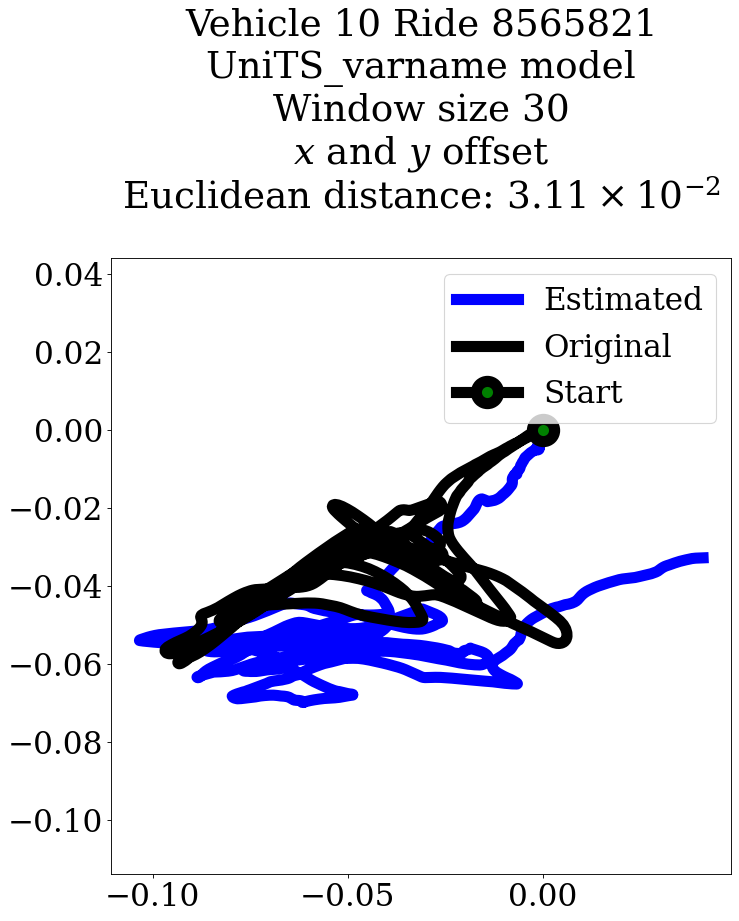 Vehicle 10 Ride 8565821
UniTS_varname model
Window size 30
x and y offset
Euclidean distance: 3.11 × 10⁻²
Estimated
Original
Start
0.04
0.02
0.00
−0.02
−0.04
−0.06
−0.08
−0.10
−0.10 −0.05 0.00